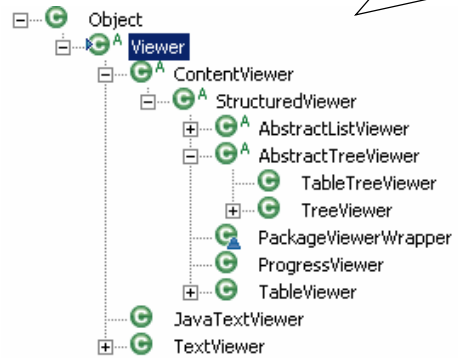 Object
Viewer
ContentViewer
StructuredViewer
AbstractListViewer
AbstractTreeViewer
TableTreeViewer
TreeViewer
PackageViewerWrapper
ProgressViewer
TableViewer
JavaTextViewer
TextViewer